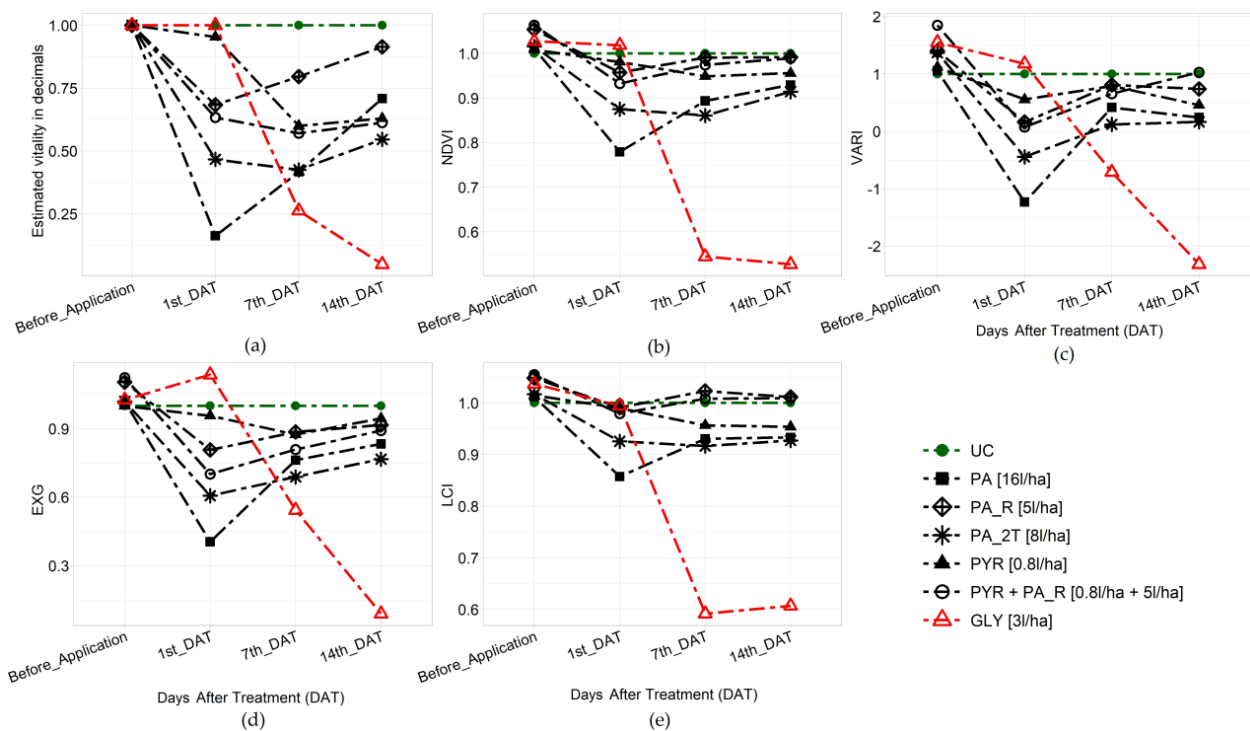 Estimated vitality in decimals
1.00
0.75
0.50
0.25
Before_Application
1st_DAT
7th_DAT
14th_DAT
(a)
NDVI
1.0
0.9
0.8
0.7
0.6
Before_Application
1st_DAT
7th_DAT
14th_DAT
(b)
VARI
2
1
0
-1
-2
Before_Application
1st_DAT
7th_DAT
14th_DAT
Days After Treatment (DAT)
(c)
EXG
0.9
0.6
0.3
Before_Application
1st_DAT
7th_DAT
14th_DAT
Days After Treatment (DAT)
(d)
LCI
1.0
0.9
0.8
0.7
0.6
Before_Application
1st_DAT
7th_DAT
14th_DAT
Days After Treatment (DAT)
(e)
UC
PA [16l/ha]
PA_R [5l/ha]
PA_2T [8l/ha]
PYR [0.8l/ha]
PYR + PA_R [0.8l/ha + 5l/ha]
GLY [3l/ha]